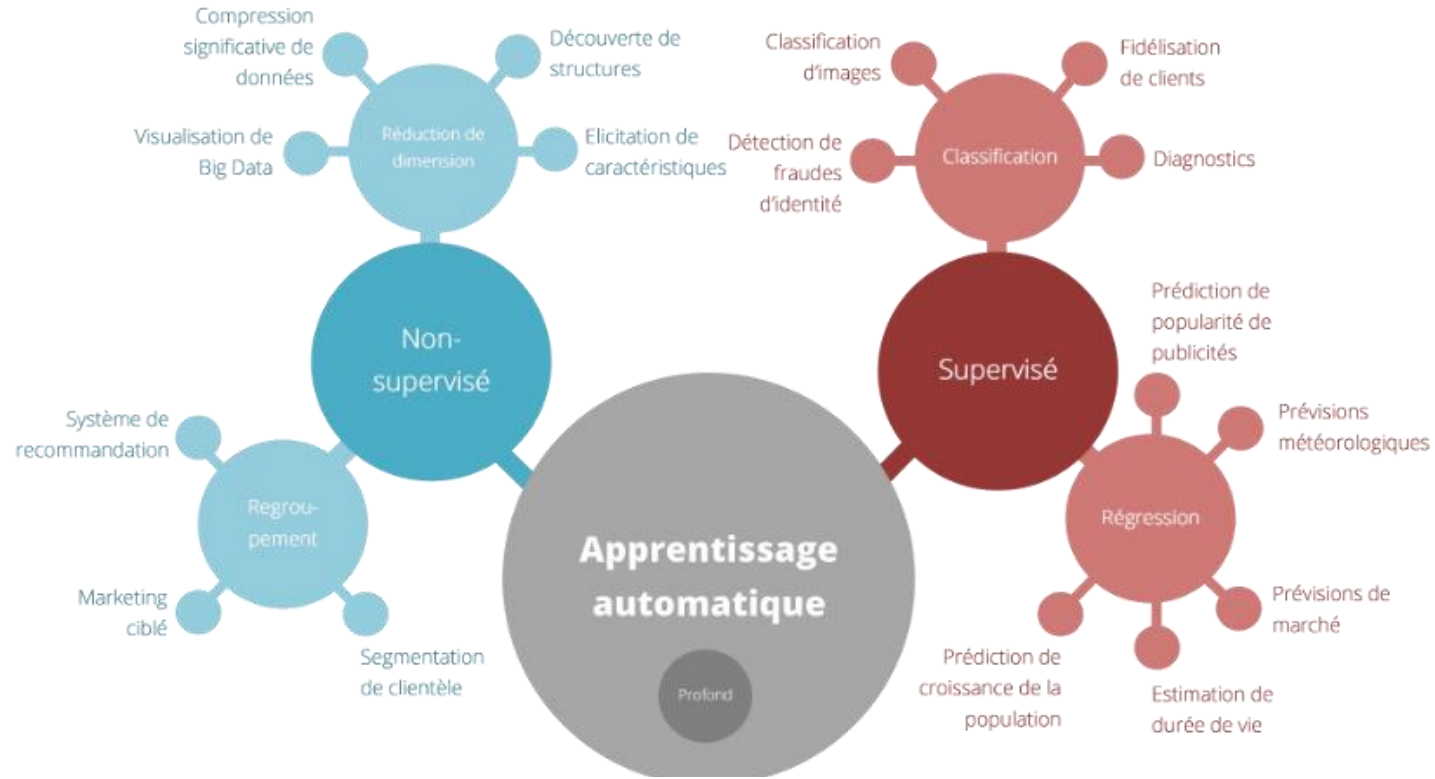 Compression
significative de
données
Découverte de
structures
Visualisation de
Big Data
Réduction de
dimension
Elicitation de
caractéristiques
Classification
d'images
Fidélisation
de clients
Détection de
fraudes
d'identité
Classification
Diagnostics
Non-
supervisé
Supervisé
Prédiction de
popularité de
publicités
Système de
recommandation
Regrou-
pement
Marketing
ciblé
Segmentation
de clientèle
Prévisions
météorologiques
Régression
Prévisions de
marché
Prédiction de
croissance de la
population
Estimation de
durée de vie
Apprentissage
automatique
Profond